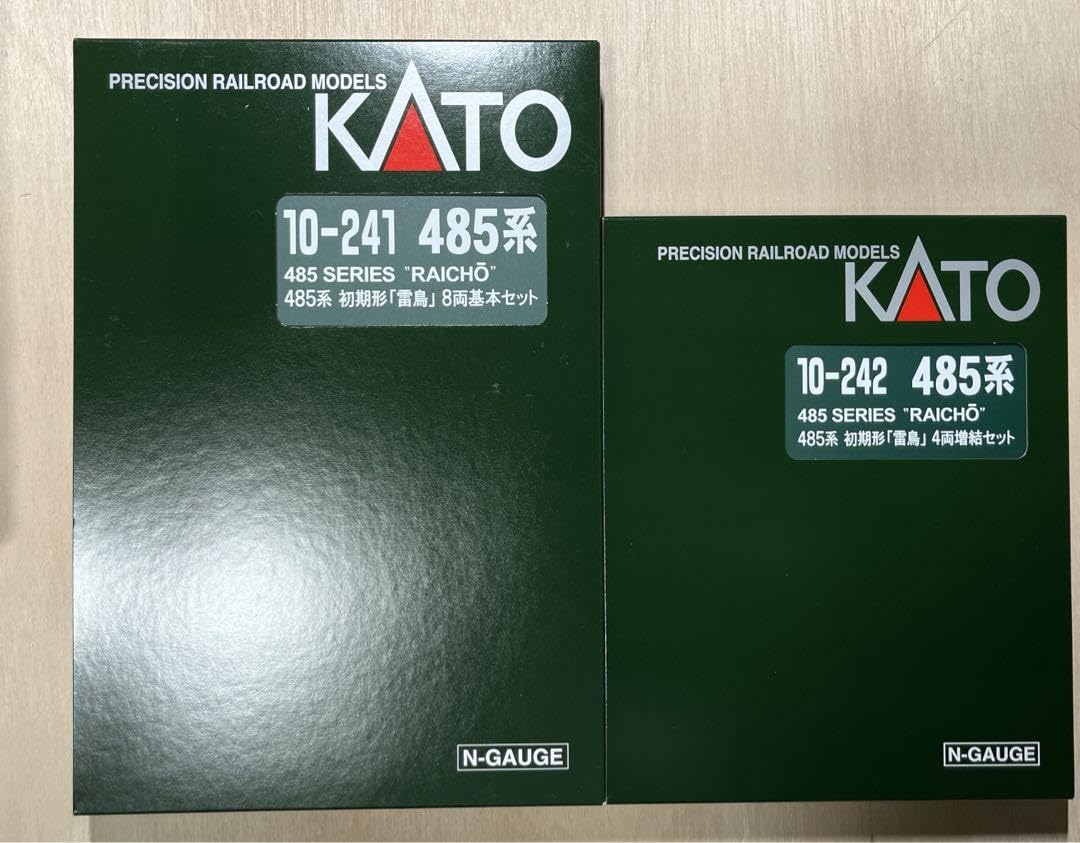 PRECISION RAILROAD MODELS
KATO
10-241 485系
485 SERIES "RAICHŌ"
485系 初期形「雷鳥」 8両基本セット
N-GAUGE
PRECISION RAILROAD MODELS
KATO
10-242 485系
485 SERIES "RAICHŌ"
485系 初期形「雷鳥」 4両増結セット
N-GAUGE